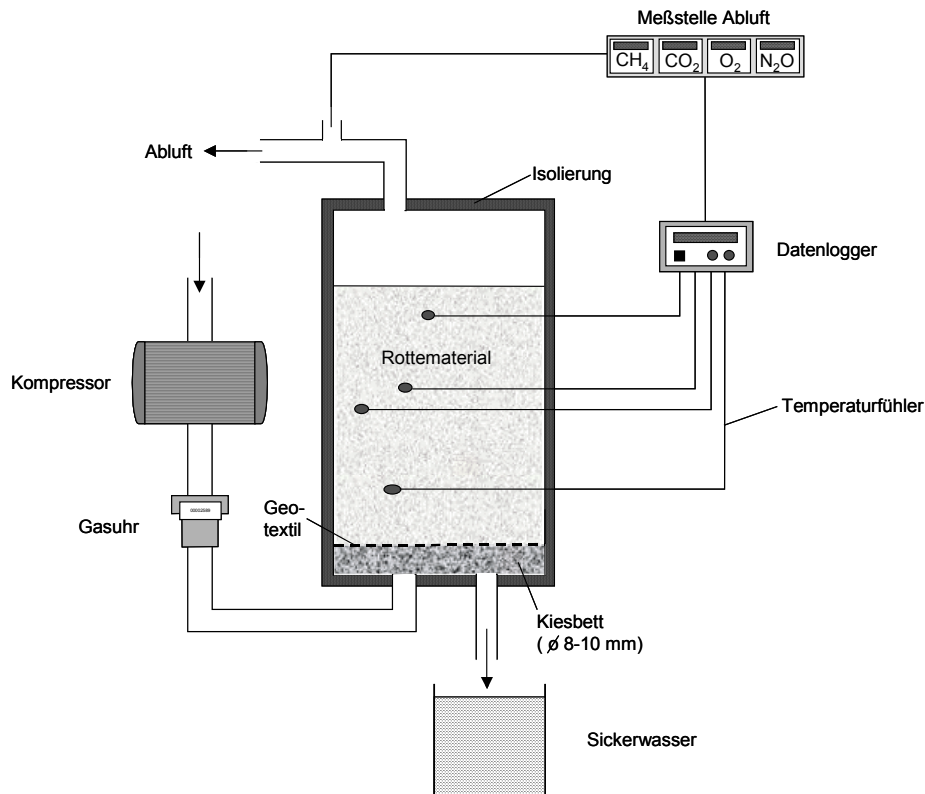 Meßstelle Abluft
CH₄ CO₂ O₂ N₂O
Abluft
Isolierung
Datenlogger
Rottematerial
Kompressor
Temperaturfühler
Gasuhr
Geo-
textil
Kiesbett
( ø 8-10 mm)
Sickerwasser